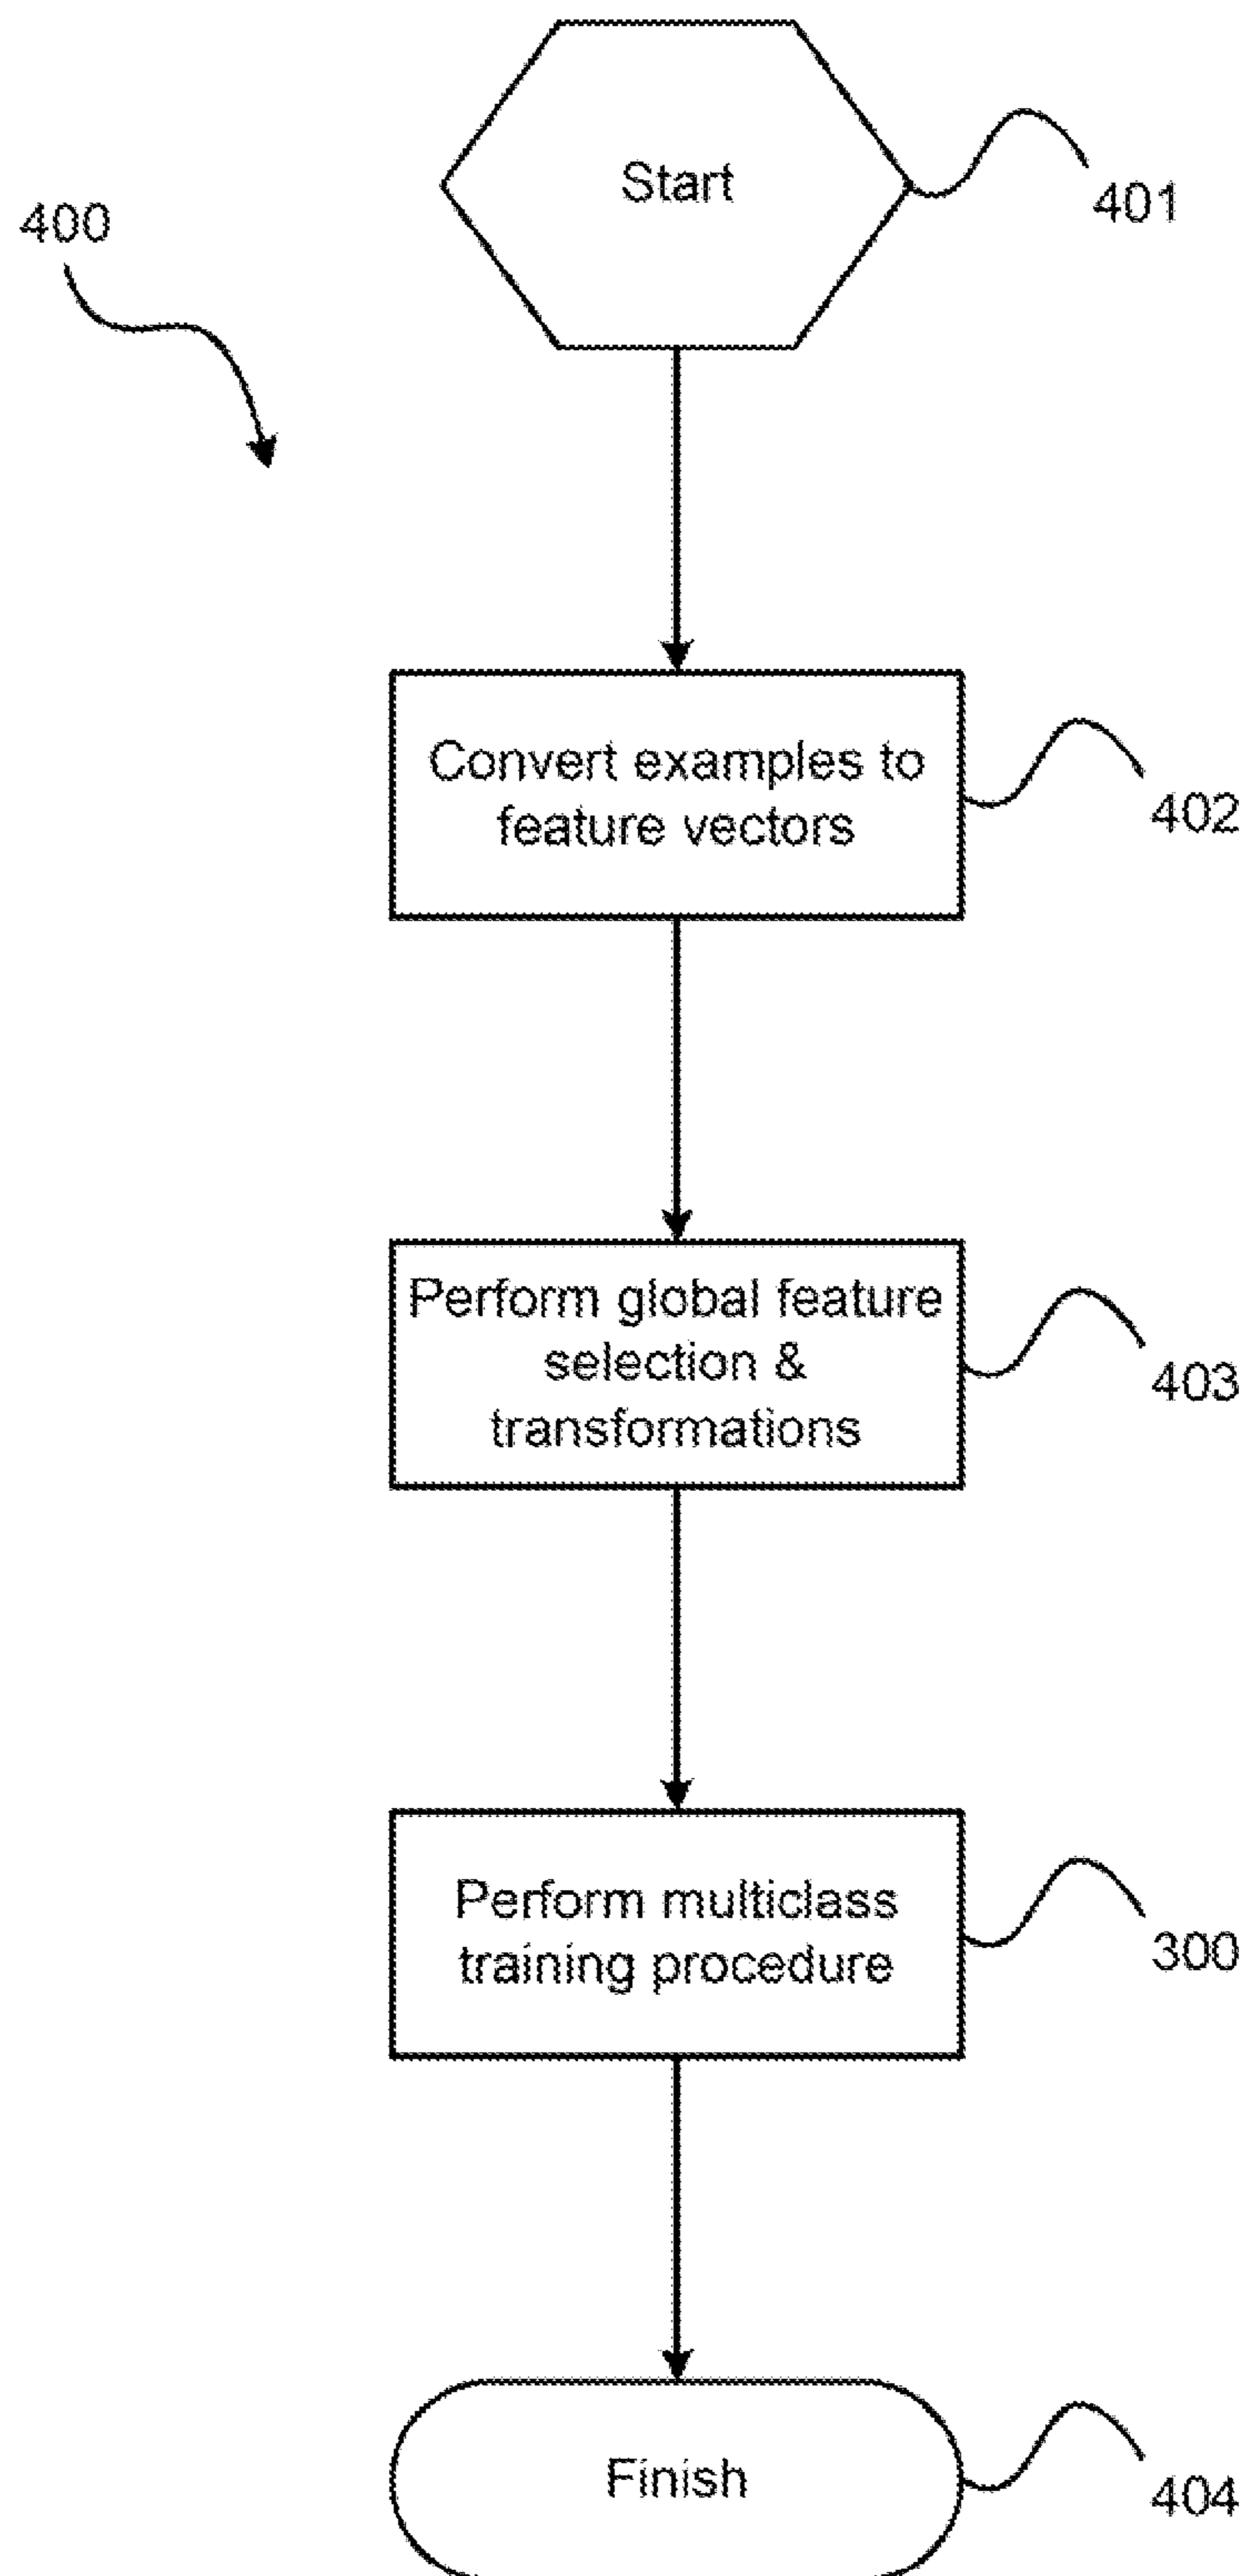 Start
401
400
Convert examples to
feature vectors
402
Perform global feature
selection &
transformations
403
Perform multiclass
training procedure
300
Finish
404